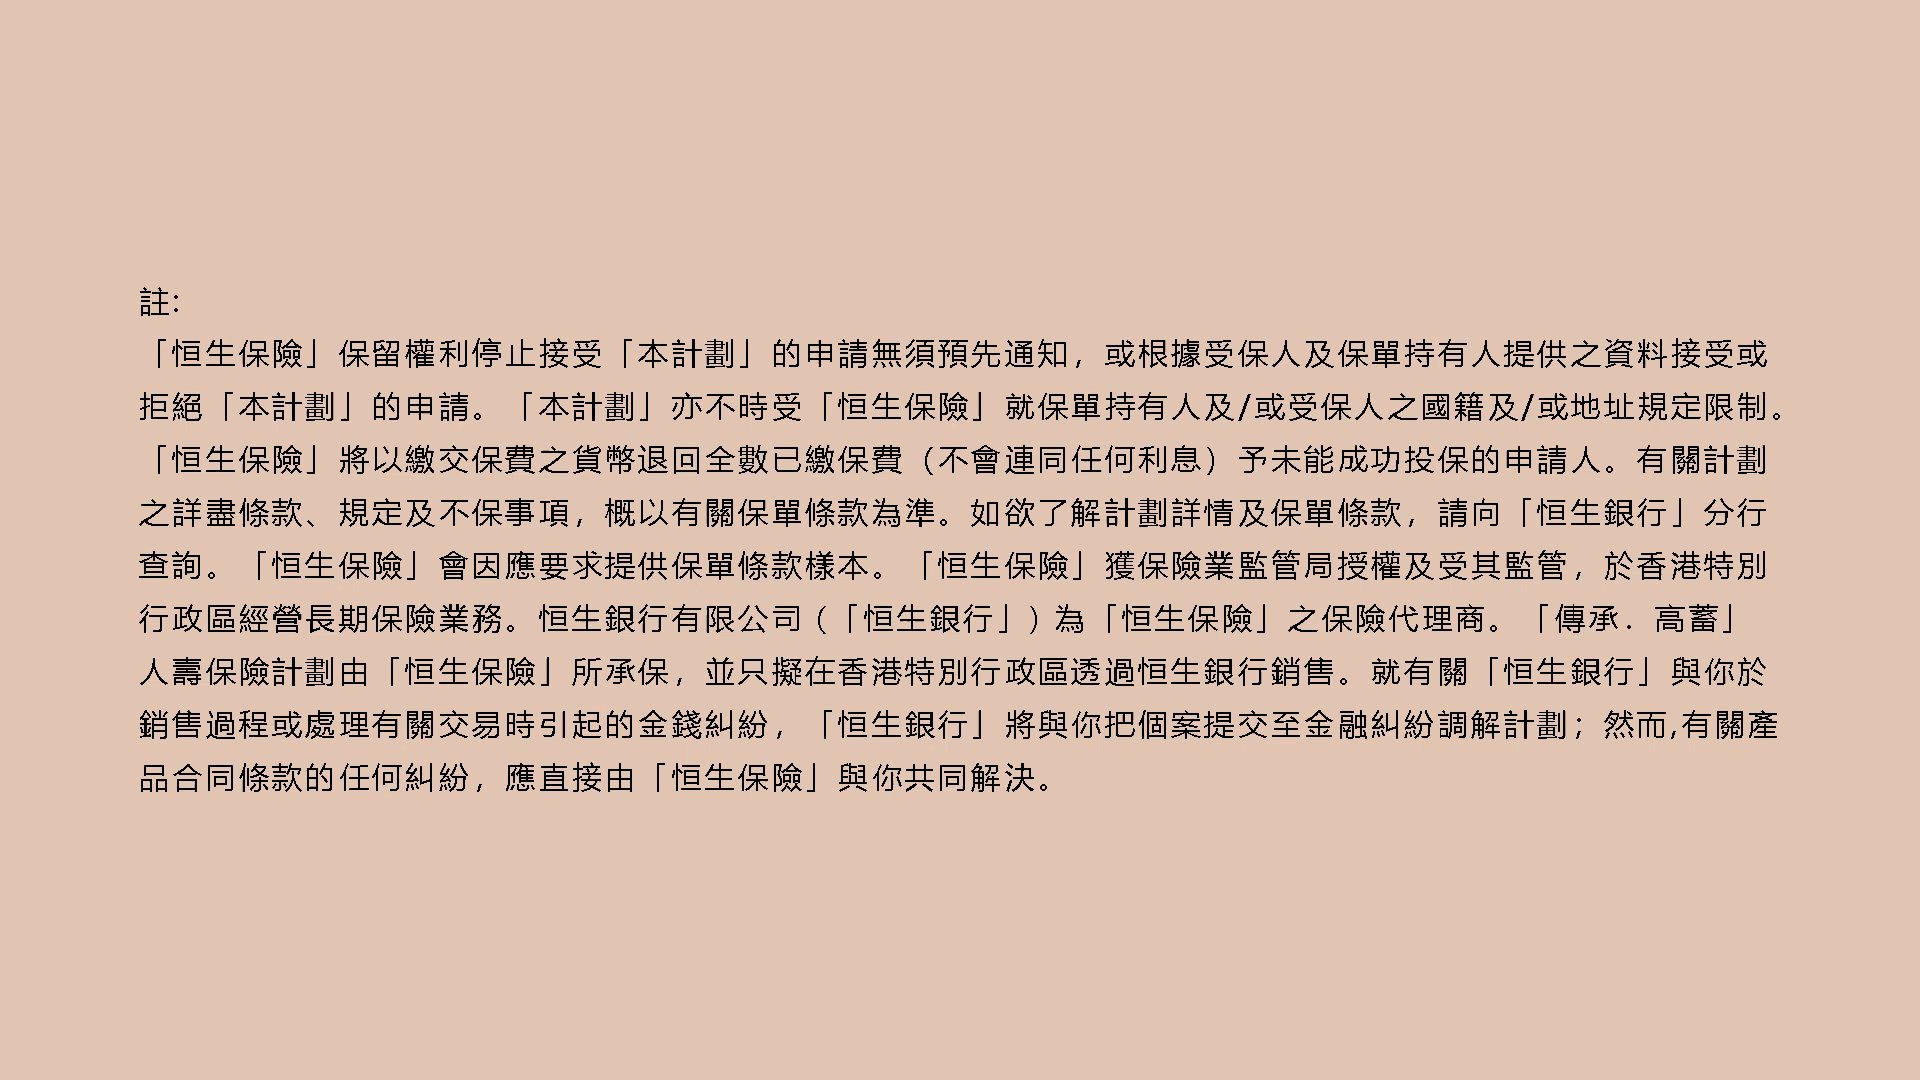 註:
「恒生保險」保留權利停止接受「本計劃」的申請無須預先通知，或根據受保人及保單持有人提供之資料接受或
拒絕「本計劃」的申請。「本計劃」亦不時受「恒生保險」就保單持有人及/或受保人之國籍及/或地址規定限制。
「恒生保險」將以繳交保費之貨幣退回全數已繳保費（不會連同任何利息）予未能成功投保的申請人。有關計劃
之詳盡條款、規定及不保事項，概以有關保單條款為準。如欲了解計劃詳情及保單條款，請向「恒生銀行」分行
查詢。「恒生保險」會因應要求提供保單條款樣本。「恒生保險」獲保險業監管局授權及受其監管，於香港特別
行政區經營長期保險業務。恒生銀行有限公司 (「恒生銀行」) 為「恒生保險」之保險代理商。「傳承．高蓄」
人壽保險計劃由「恒生保險」所承保，並只擬在香港特別行政區透過恒生銀行銷售。就有關「恒生銀行」與你於
銷售過程或處理有關交易時引起的金錢糾紛，「恒生銀行」將與你把個案提交至金融糾紛調解計劃；然而,有關產
品合同條款的任何糾紛，應直接由「恒生保險」與你共同解決。